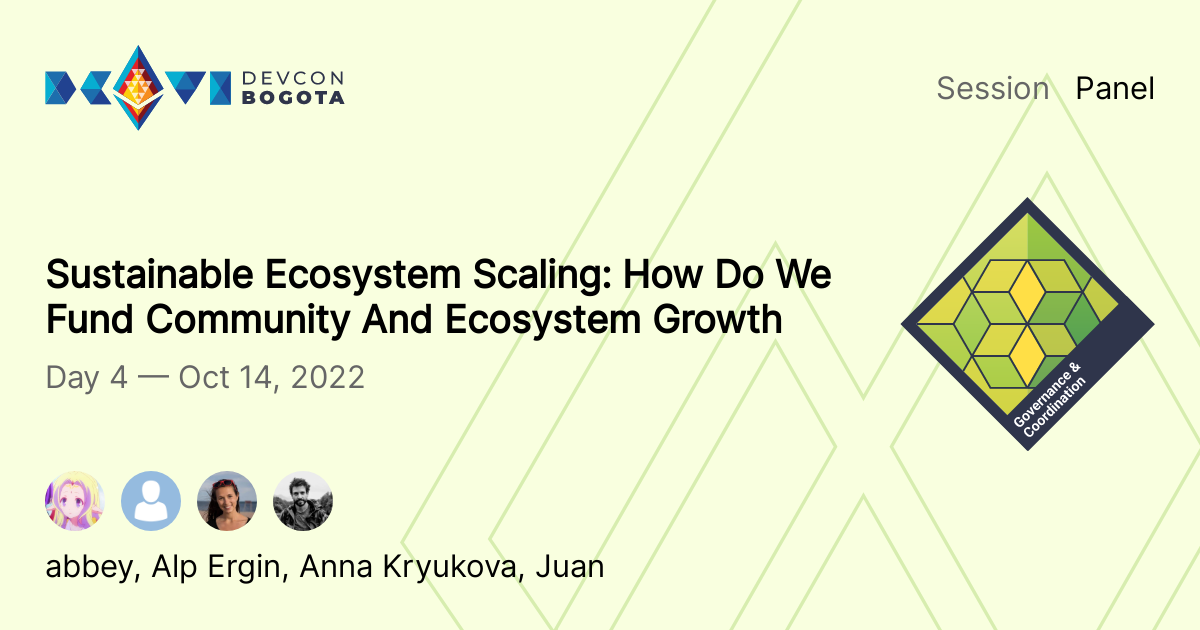 DEVCON
BOGOTA
Session Panel
Sustainable Ecosystem Scaling: How Do We
Fund Community And Ecosystem Growth
Day 4 — Oct 14, 2022
Governance &
Coordination
abbey, Alp Ergin, Anna Kryukova, Juan